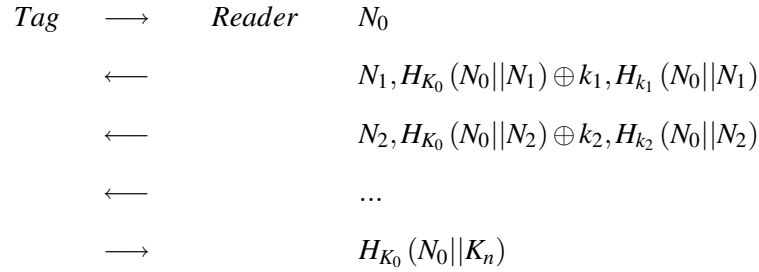 Tag ⟶ Reader N₀
⟵ N₁, H_{K₀} (N₀||N₁) ⊕ k₁, H_{k₁} (N₀||N₁)
⟵ N₂, H_{K₀} (N₀||N₂) ⊕ k₂, H_{k₂} (N₀||N₂)
⟵ ...
⟶ H_{K₀} (N₀||K_n)